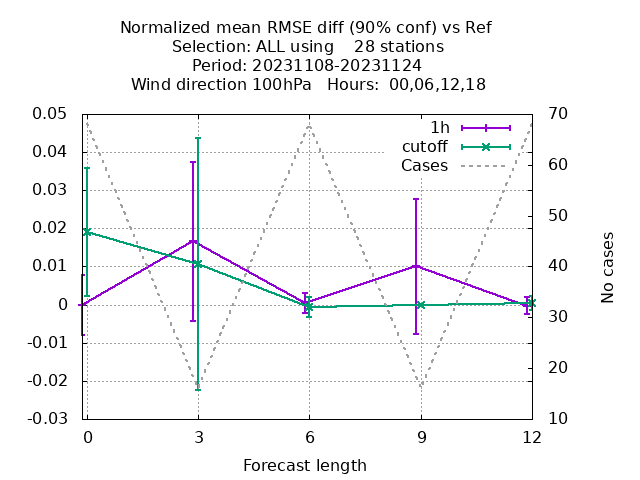 Normalized mean RMSE diff (90% conf) vs Ref
Selection: ALL using    28 stations
Period: 20231108-20231124
Wind direction 100hPa   Hours:  00,06,12,18
0.05
0.04
0.03
0.02
0.01
0
-0.01
-0.02
-0.03
70
60
50
40
30
20
10
1h
cutoff
Cases
No cases
0
3
6
9
12
Forecast length